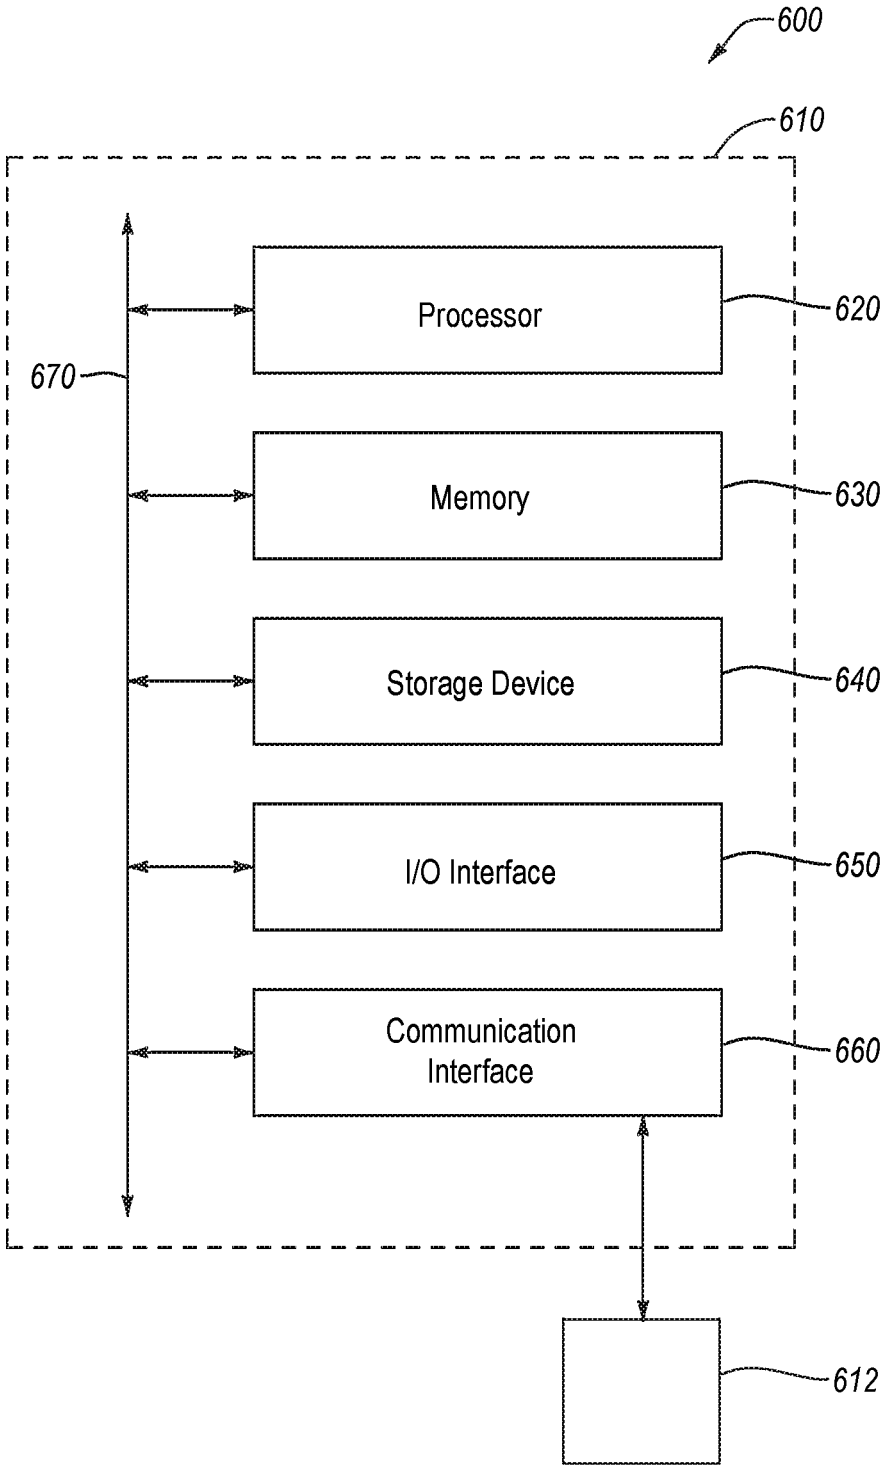 600
610
Processor
620
670
Memory
630
Storage Device
640
I/O Interface
650
Communication
Interface
660
612